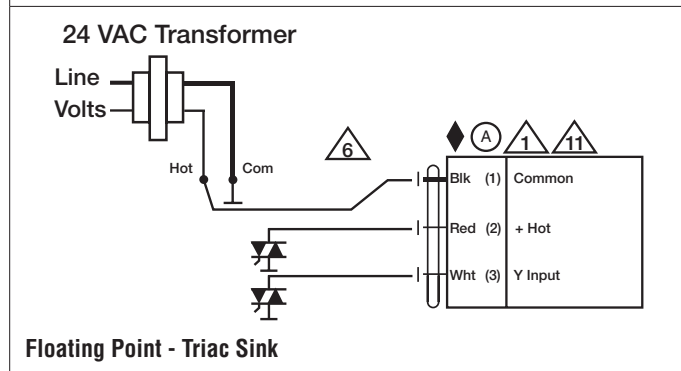 24 VAC Transformer
Line
Volts
Hot
Com
6
A
1
11
Blk (1) Common
Red (2) + Hot
Wht (3) Y Input
Floating Point - Triac Sink